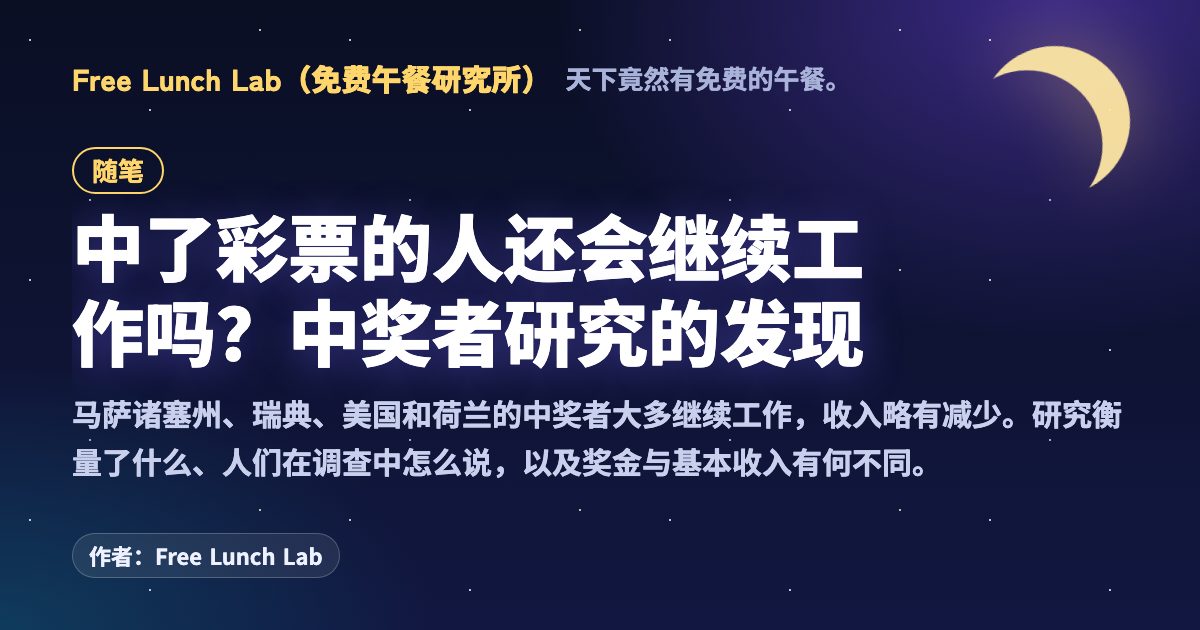 Free Lunch Lab（免费午餐研究所） 天下竟然有免费的午餐。
随笔
中了彩票的人还会继续工
作吗？中奖者研究的发现
马萨诸塞州、瑞典、美国和荷兰的中奖者大多继续工作，收入略有减少。研究衡
量了什么、人们在调查中怎么说，以及奖金与基本收入有何不同。
作者：Free Lunch Lab